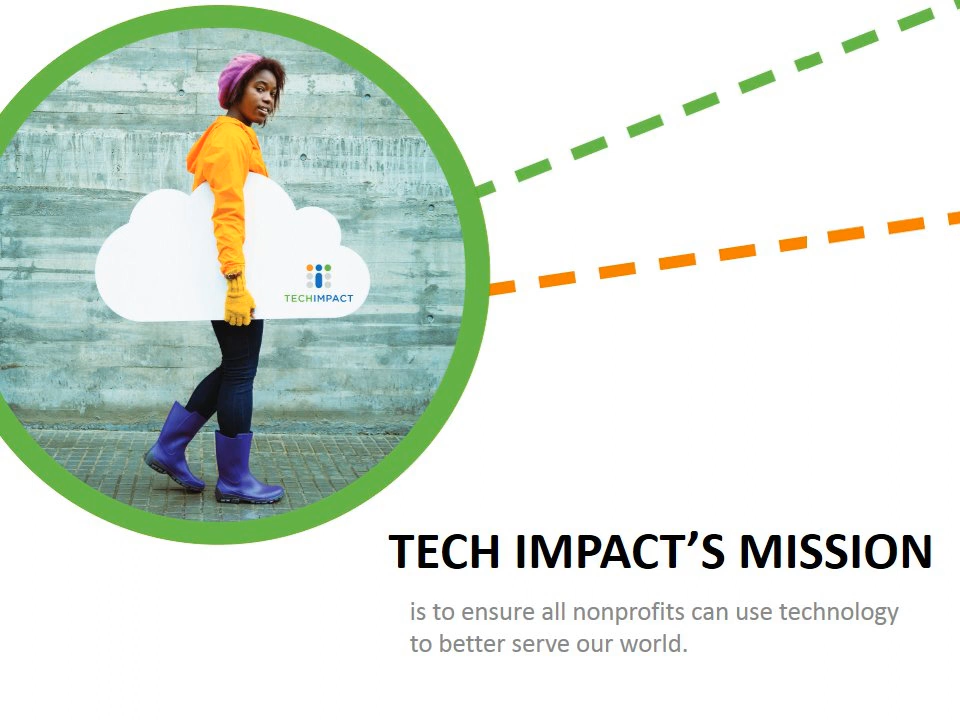 TECHIMPACT
TECH IMPACT’S MISSION
is to ensure all nonprofits can use technology
to better serve our world.